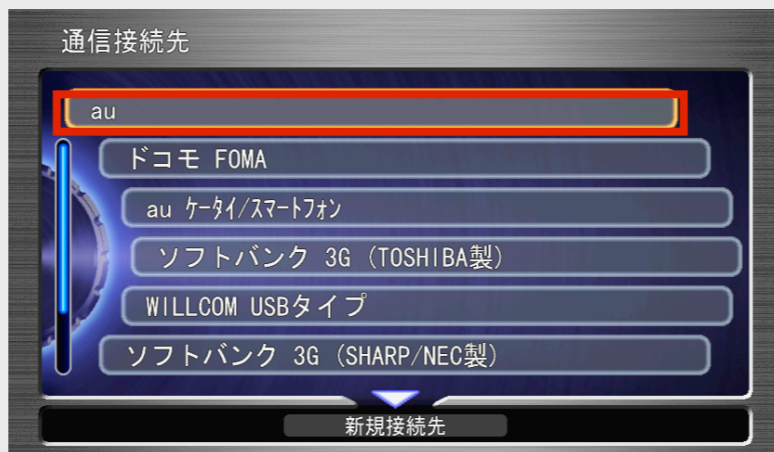 通信接続先
au
ドコモ FOMA
au ｹｰﾀｲ/ｽﾏｰﾄﾌｫﾝ
ソフトバンク 3G (TOSHIBA製)
WILLCOM USBタイプ
ソフトバンク 3G (SHARP/NEC製)
新規接続先